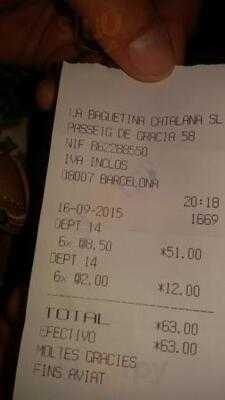 LA BAGUETINA CATALANA SL
PASSEIG DE GRACIA 58
NIF B62288550
IVA INCLOS
08007 BARCELONA
20:18
16-09-2015 1669
DEPT 14
6x @8,50 *51.00
DEPT 14
6x @2.00 *12.00
TOTAL *63.00
EFECTIVO *63.00
MOLTES GRACIES
FINS AVIAT